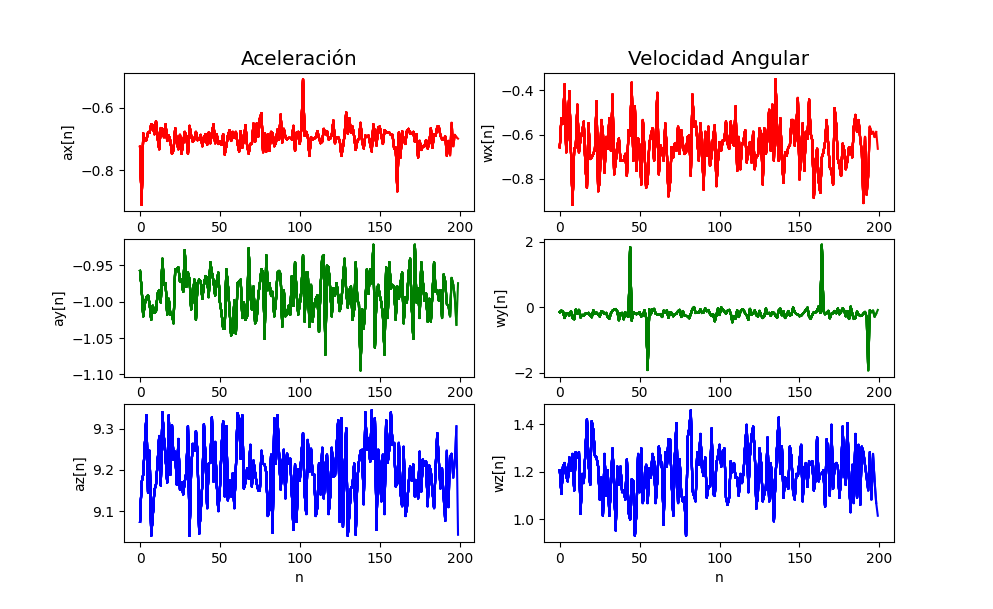 Aceleración
Velocidad Angular
ax[n]
−0.6
−0.8
0 50 100 150 200
wx[n]
−0.4
−0.6
−0.8
0 50 100 150 200
ay[n]
−0.95
−1.00
−1.05
−1.10
0 50 100 150 200
wy[n]
2
0
−2
0 50 100 150 200
az[n]
9.3
9.2
9.1
0 50 100 150 200
n
wz[n]
1.4
1.2
1.0
0 50 100 150 200
n